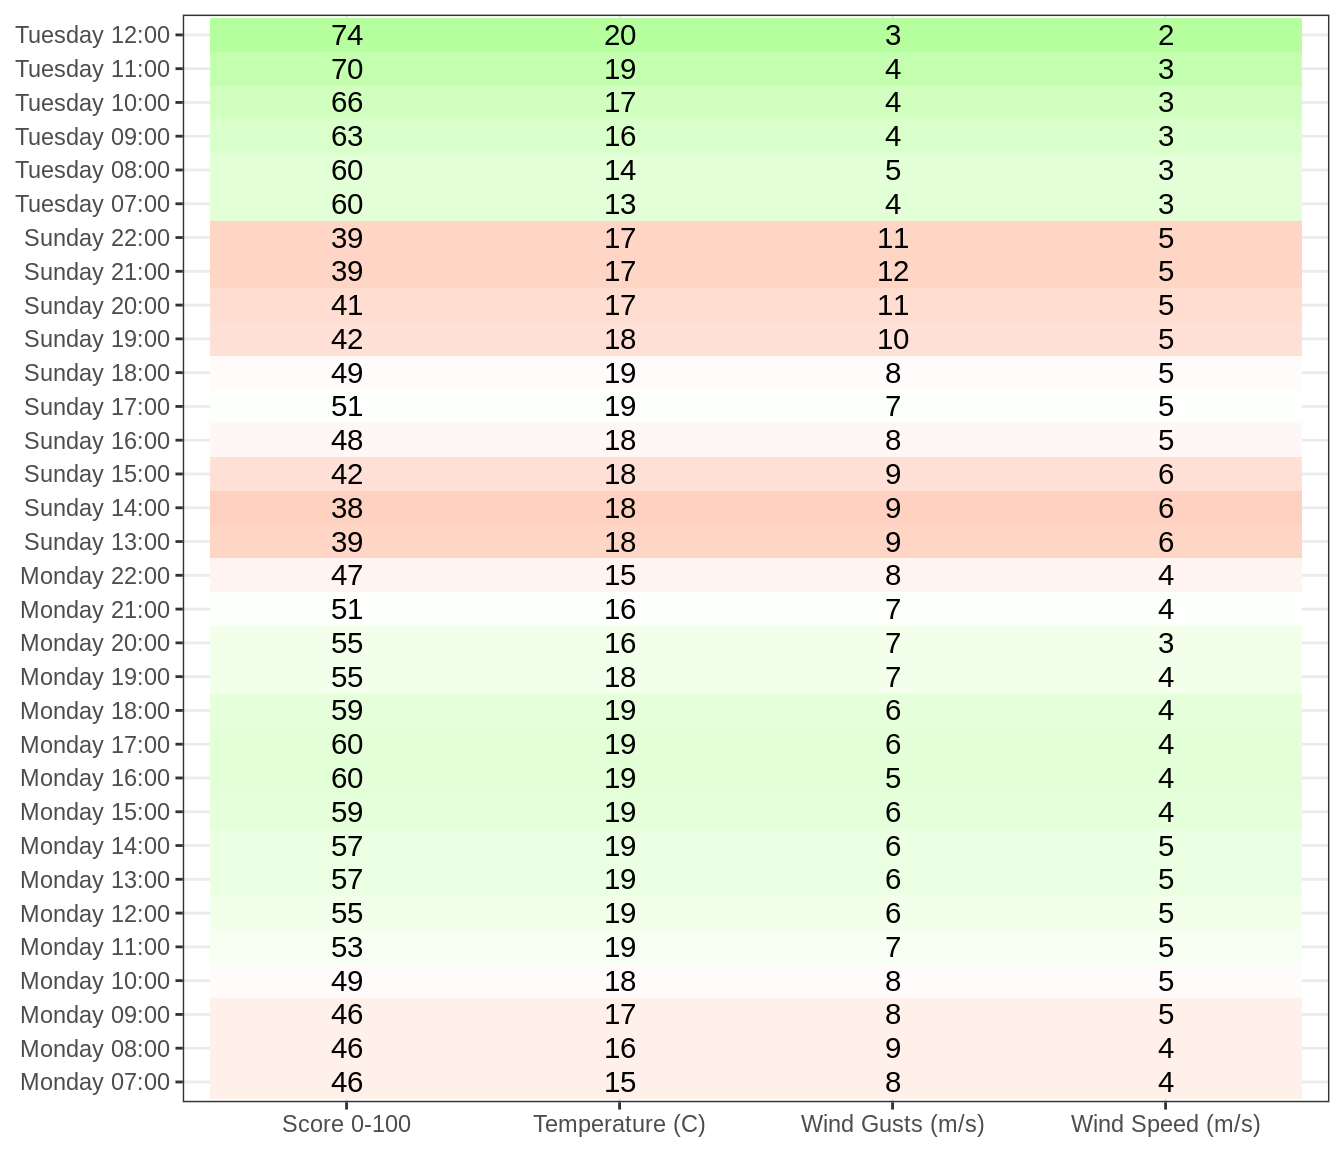 Tuesday 12:00 74 20 3 2
Tuesday 11:00 70 19 4 3
Tuesday 10:00 66 17 4 3
Tuesday 09:00 63 16 4 3
Tuesday 08:00 60 14 5 3
Tuesday 07:00 60 13 4 3
Sunday 22:00 39 17 11 5
Sunday 21:00 39 17 12 5
Sunday 20:00 41 17 11 5
Sunday 19:00 42 18 10 5
Sunday 18:00 49 19 8 5
Sunday 17:00 51 19 7 5
Sunday 16:00 48 18 8 5
Sunday 15:00 42 18 9 6
Sunday 14:00 38 18 9 6
Sunday 13:00 39 18 9 6
Monday 22:00 47 15 8 4
Monday 21:00 51 16 7 4
Monday 20:00 55 16 7 3
Monday 19:00 55 18 7 4
Monday 18:00 59 19 6 4
Monday 17:00 60 19 6 4
Monday 16:00 60 19 5 4
Monday 15:00 59 19 6 4
Monday 14:00 57 19 6 5
Monday 13:00 57 19 6 5
Monday 12:00 55 19 6 5
Monday 11:00 53 19 7 5
Monday 10:00 49 18 8 5
Monday 09:00 46 17 8 5
Monday 08:00 46 16 9 4
Monday 07:00 46 15 8 4
Score 0-100 Temperature (C) Wind Gusts (m/s) Wind Speed (m/s)